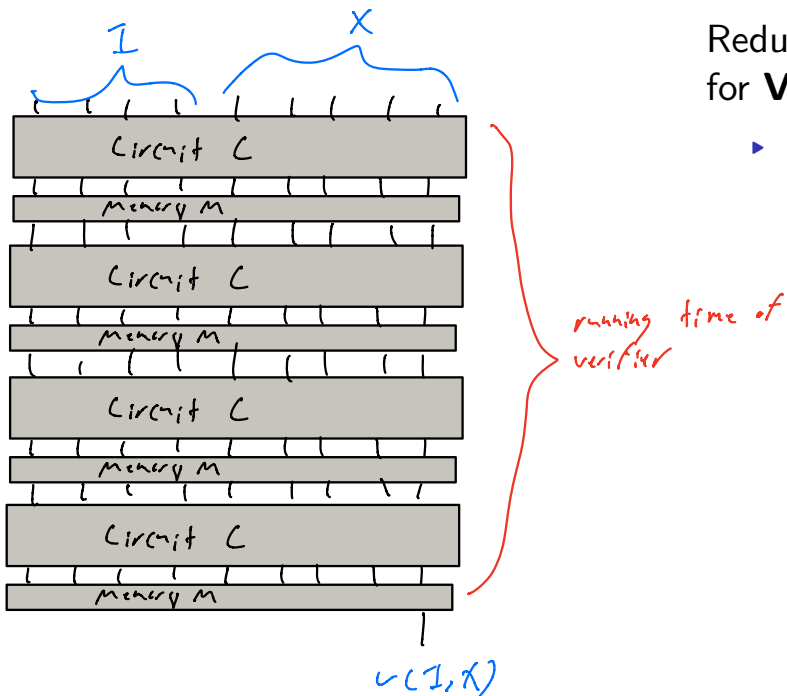 I X
Redu
for V
Circuit C
Memory M
Circuit C
Memory M
running time of
verifier
Circuit C
Memory M
Circuit C
Memory M
v(I,X)